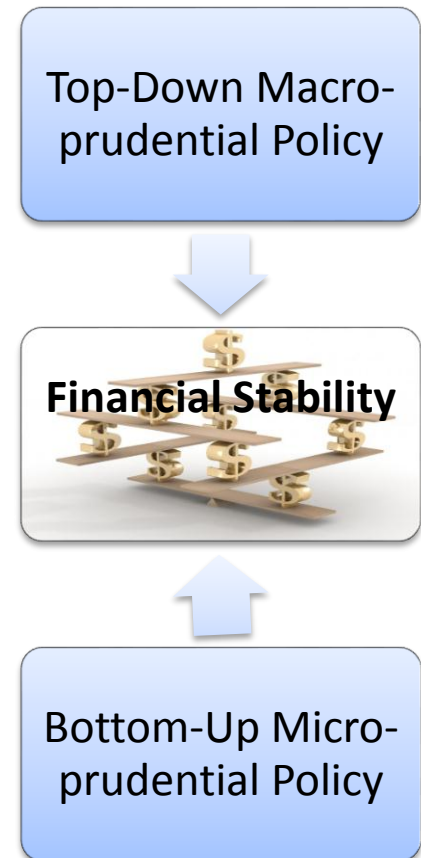 Top-Down Macro-
prudential Policy
Financial Stability
Bottom-Up Micro-
prudential Policy